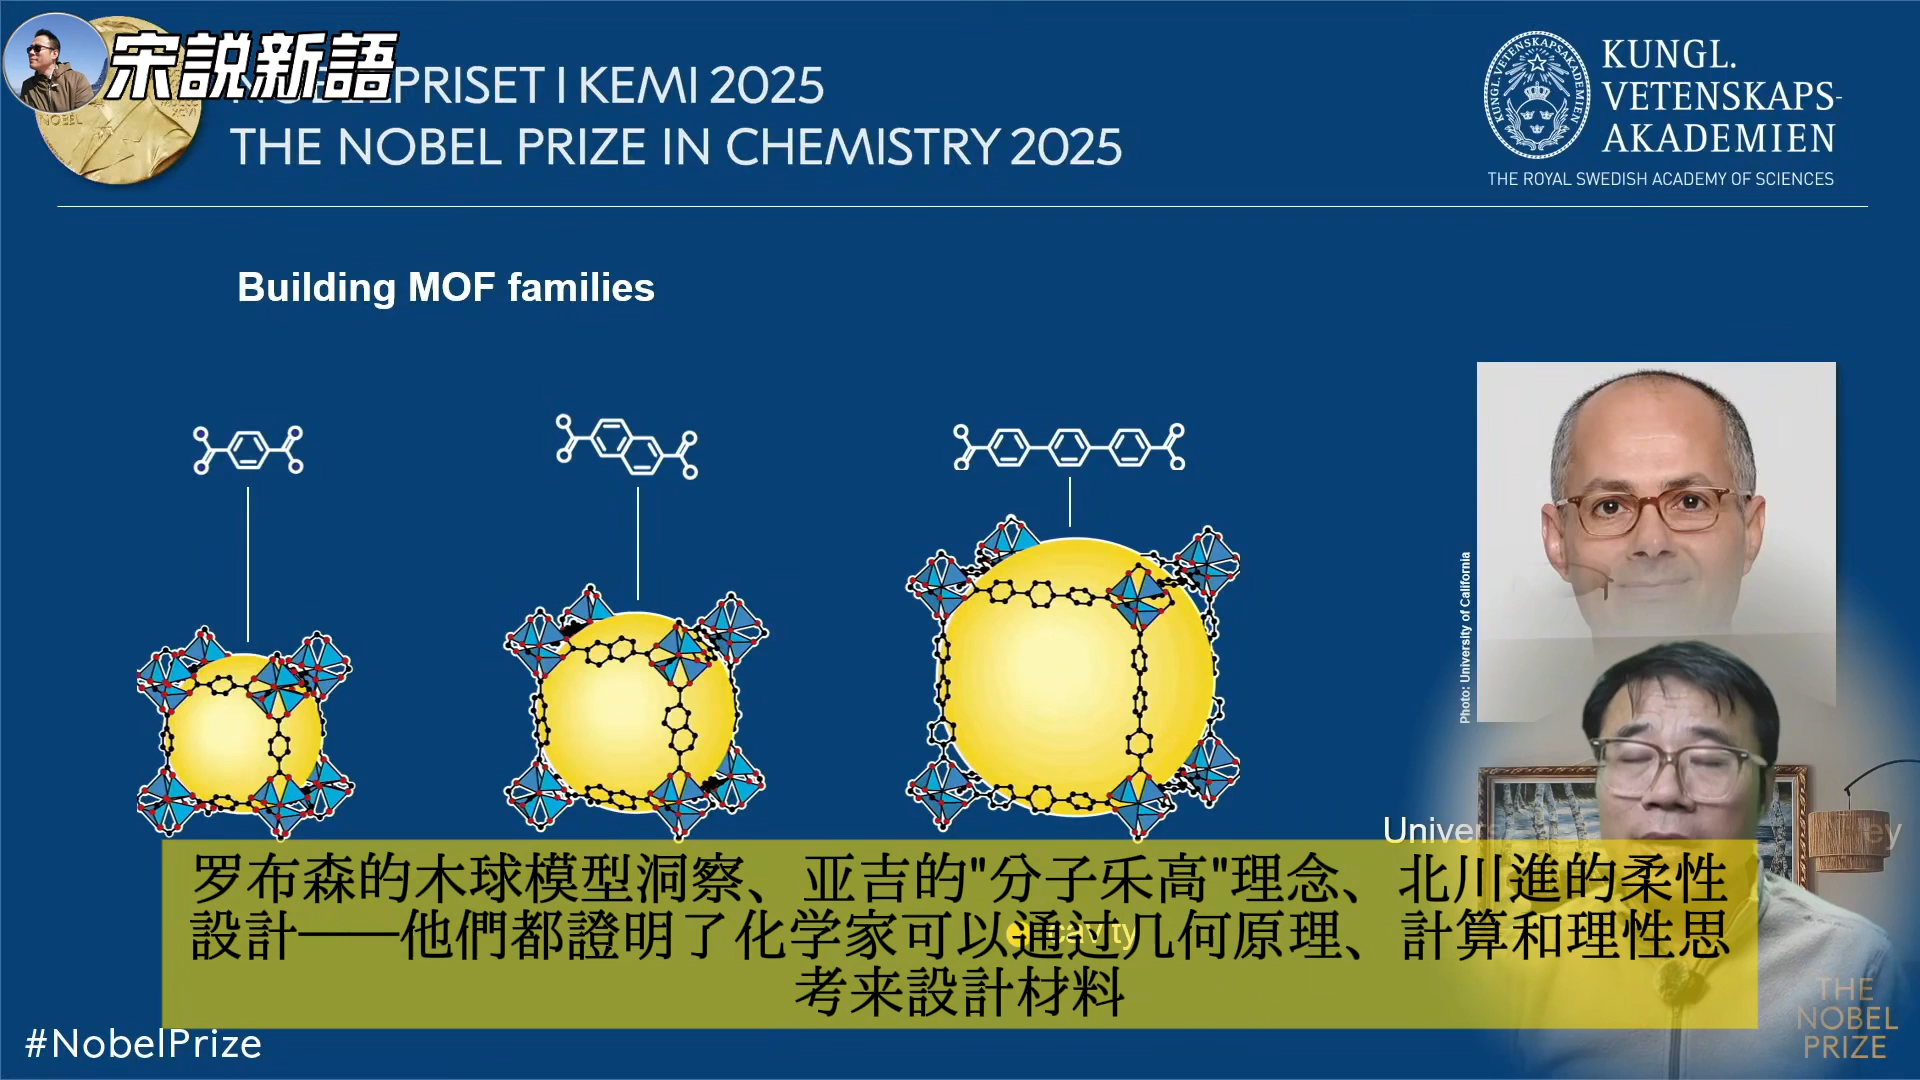 宋説新語
NOBELPRISET I KEMI 2025
THE NOBEL PRIZE IN CHEMISTRY 2025
KUNGL.
VETENSKAPS-
AKADEMIEN
THE ROYAL SWEDISH ACADEMY OF SCIENCES
Building MOF families
Photo: University of California
罗布森的木球模型洞察、亚吉的"分子乐高"理念、北川進的柔性
設計——他們都證明了化学家可以通过几何原理、計算和理性思
考来設計材料
cavity
#NobelPrize
THE
NOBEL
PRIZE